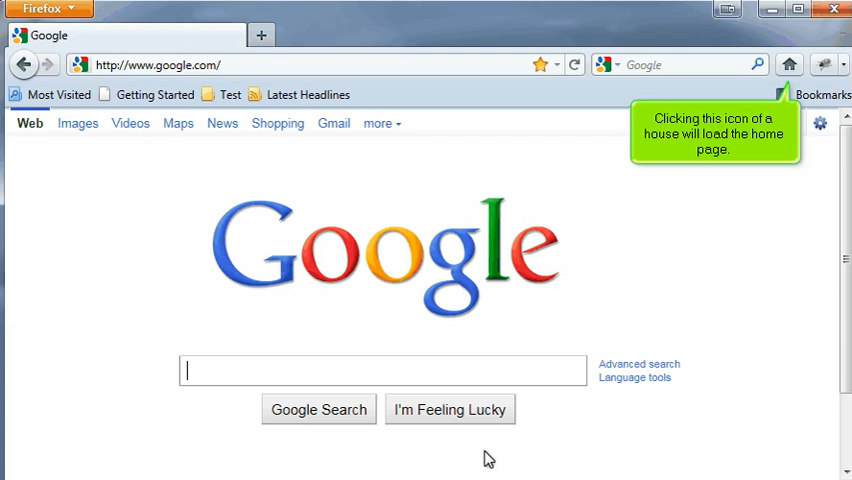 Firefox
Google
http://www.google.com/
Google
Most Visited Getting Started Test Latest Headlines Bookmarks
Clicking this icon of a
house will load the home
page.
Web Images Videos Maps News Shopping Gmail more
Google
Advanced search
Language tools
Google Search I'm Feeling Lucky